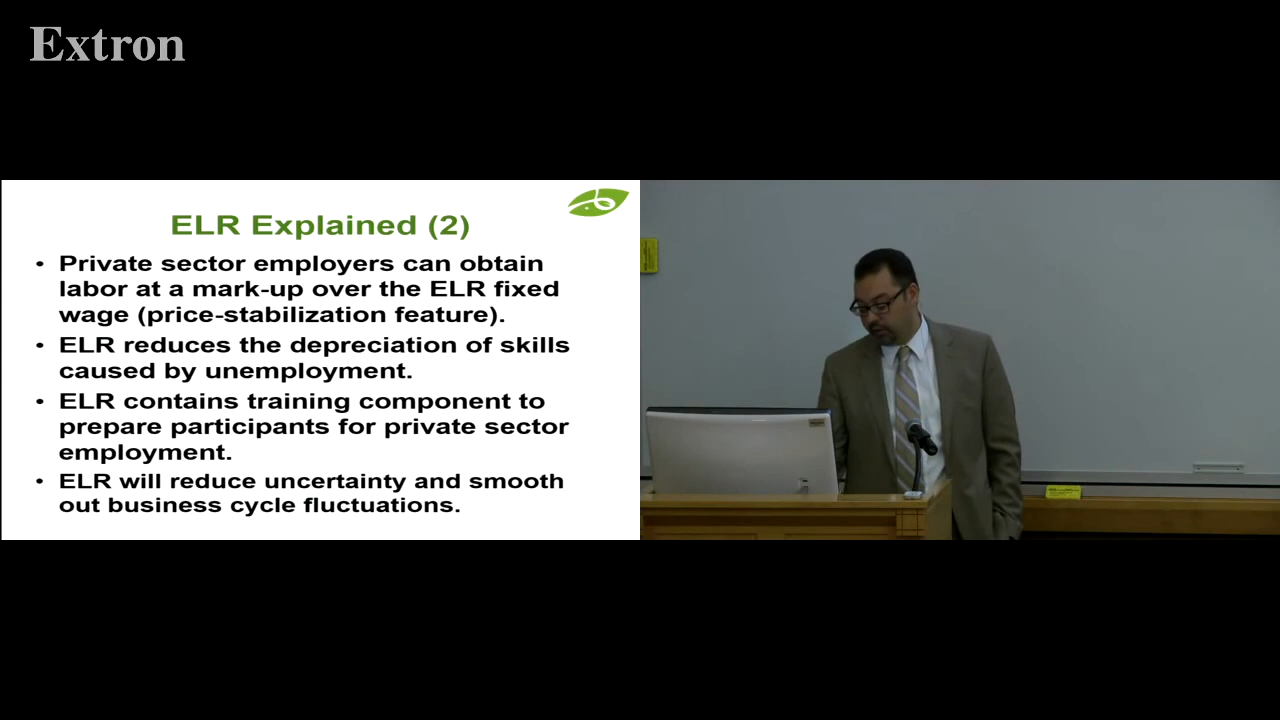 Extron
ELR Explained (2)
• Private sector employers can obtain
labor at a mark-up over the ELR fixed
wage (price-stabilization feature).
• ELR reduces the depreciation of skills
caused by unemployment.
• ELR contains training component to
prepare participants for private sector
employment.
• ELR will reduce uncertainty and smooth
out business cycle fluctuations.